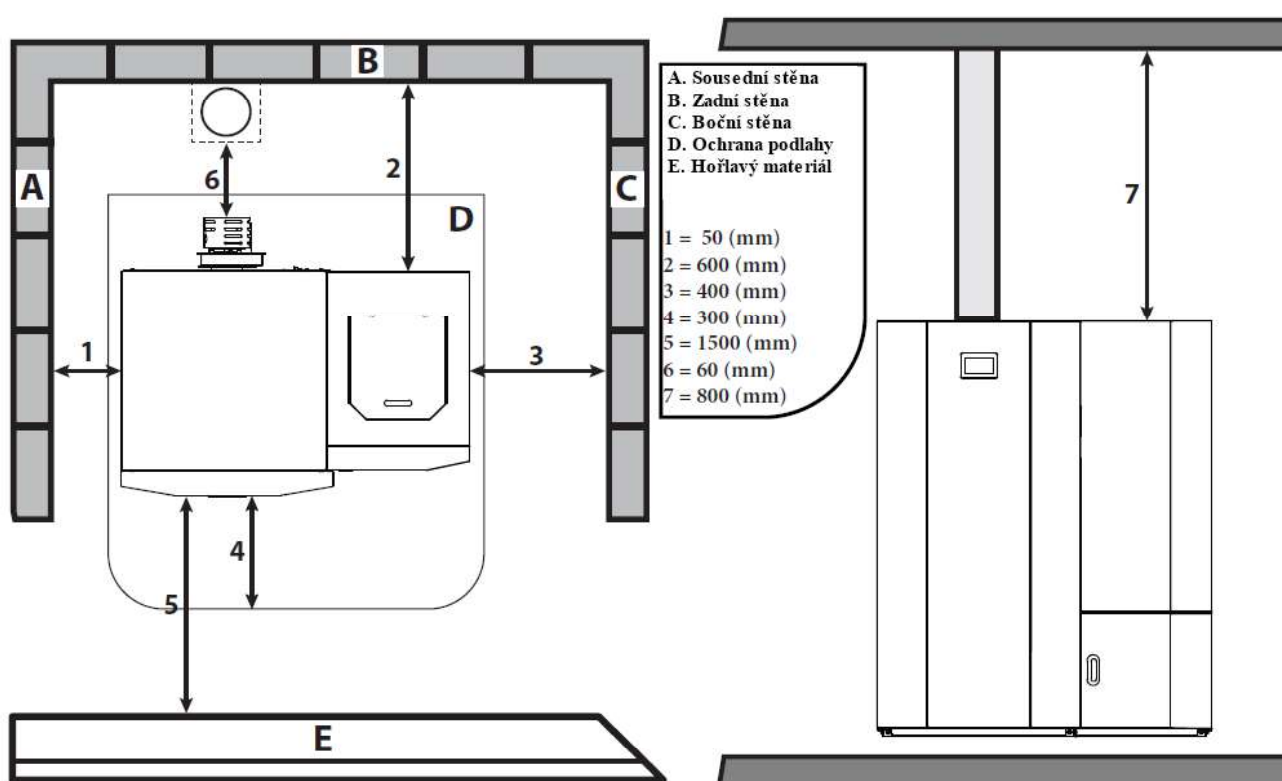 B
A
C
D
E
6
2
1
3
4
5
7
A. Sousední stěna
B. Zadní stěna
C. Boční stěna
D. Ochrana podlahy
E. Hořlavý materiál
1 = 50 (mm)
2 = 600 (mm)
3 = 400 (mm)
4 = 300 (mm)
5 = 1500 (mm)
6 = 60 (mm)
7 = 800 (mm)